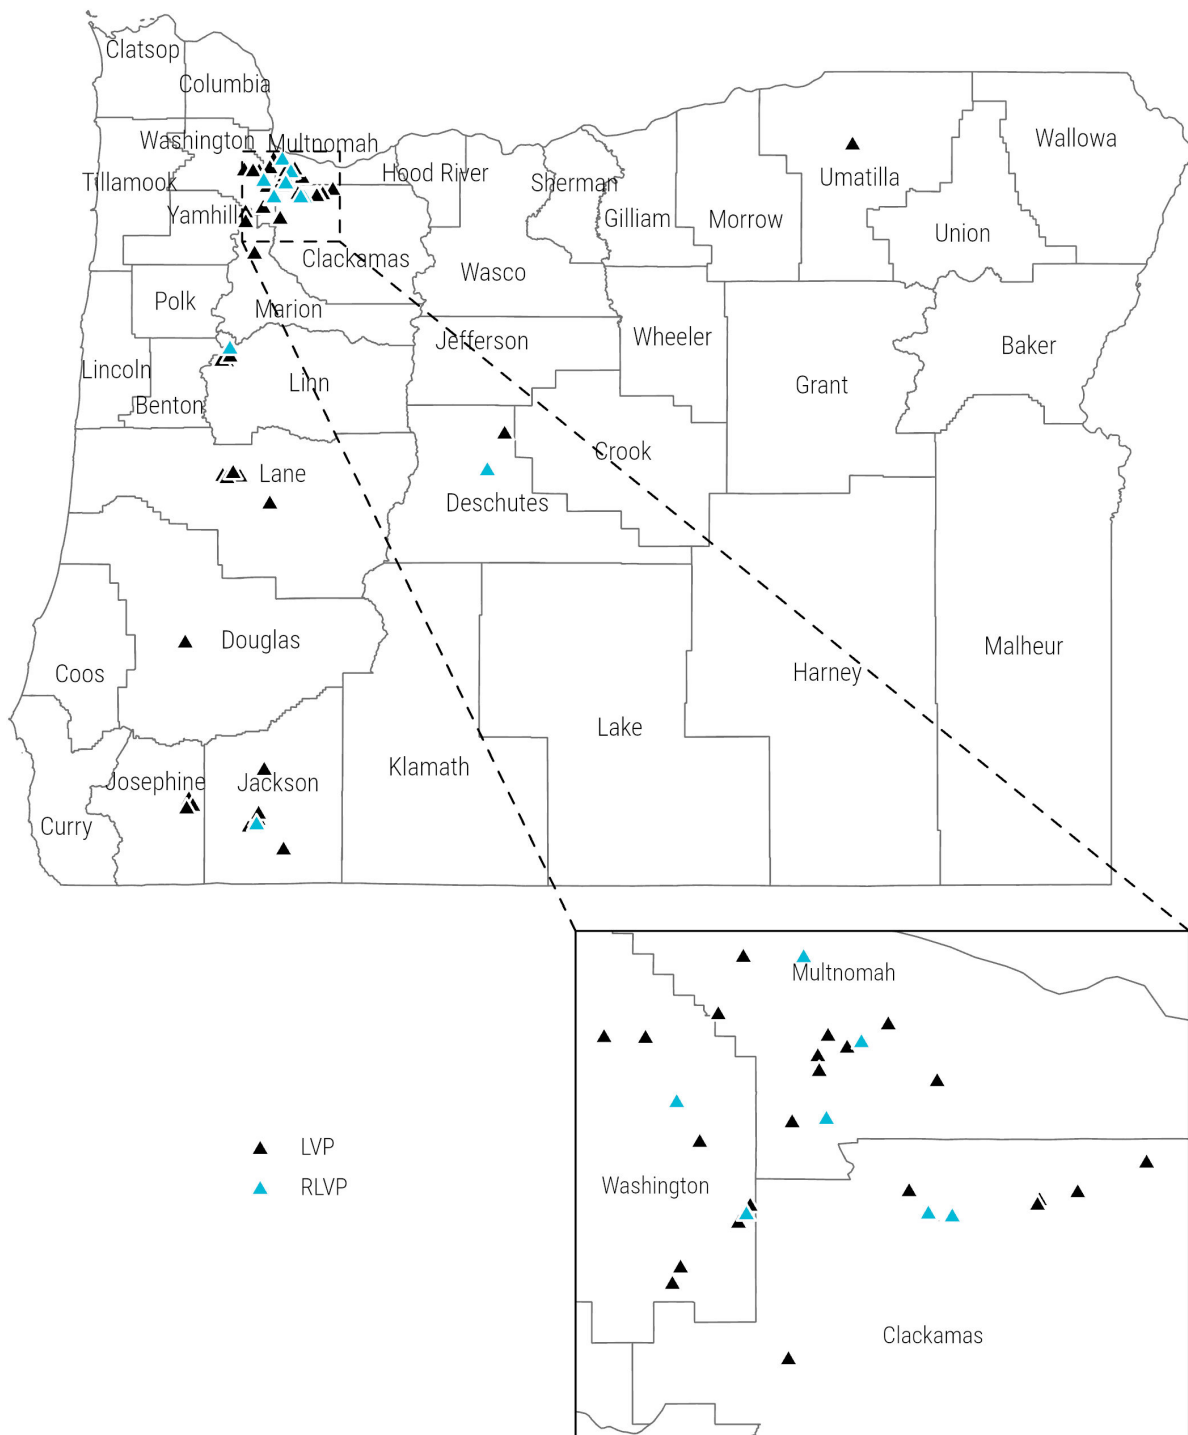 Clatsop
Columbia
Washington
Multnomah
Hood River
Wallowa
Tillamook
Sherman
Umatilla
Yamhill
Gilliam
Morrow
Union
Clackamas
Wasco
Polk
Marion
Wheeler
Jefferson
Baker
Lincoln
Linn
Grant
Benton
Crook
Lane
Deschutes
Douglas
Malheur
Coos
Harney
Lake
Klamath
Josephine
Jackson
Curry
Multnomah
LVP
RLVP
Washington
Clackamas